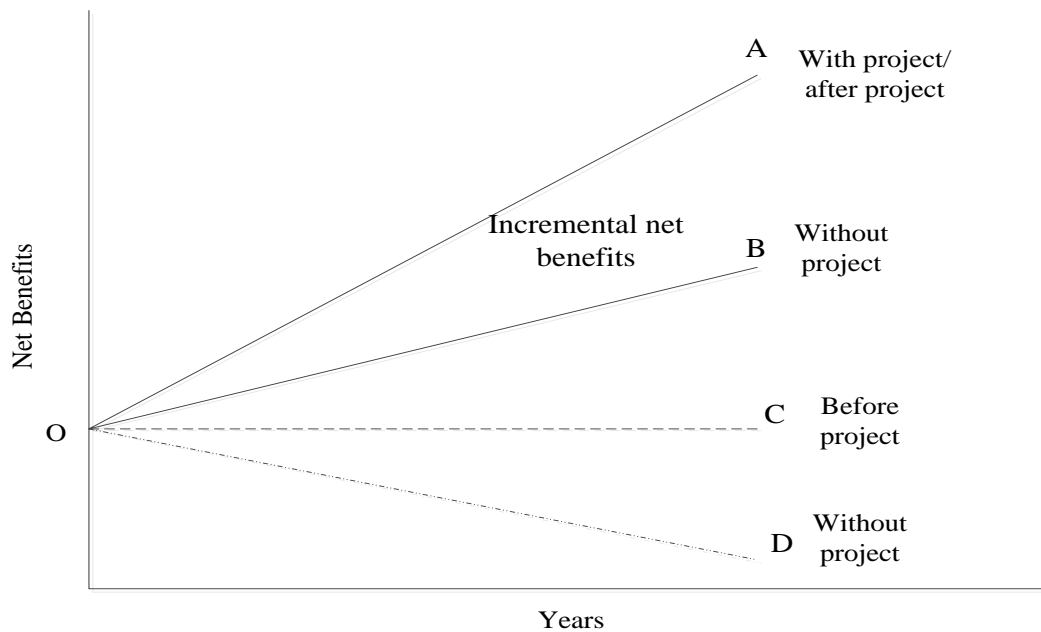 A
With project/
after project
Incremental net
benefits
B
Without
project
Net Benefits
O
C
Before
project
D
Without
project
Years